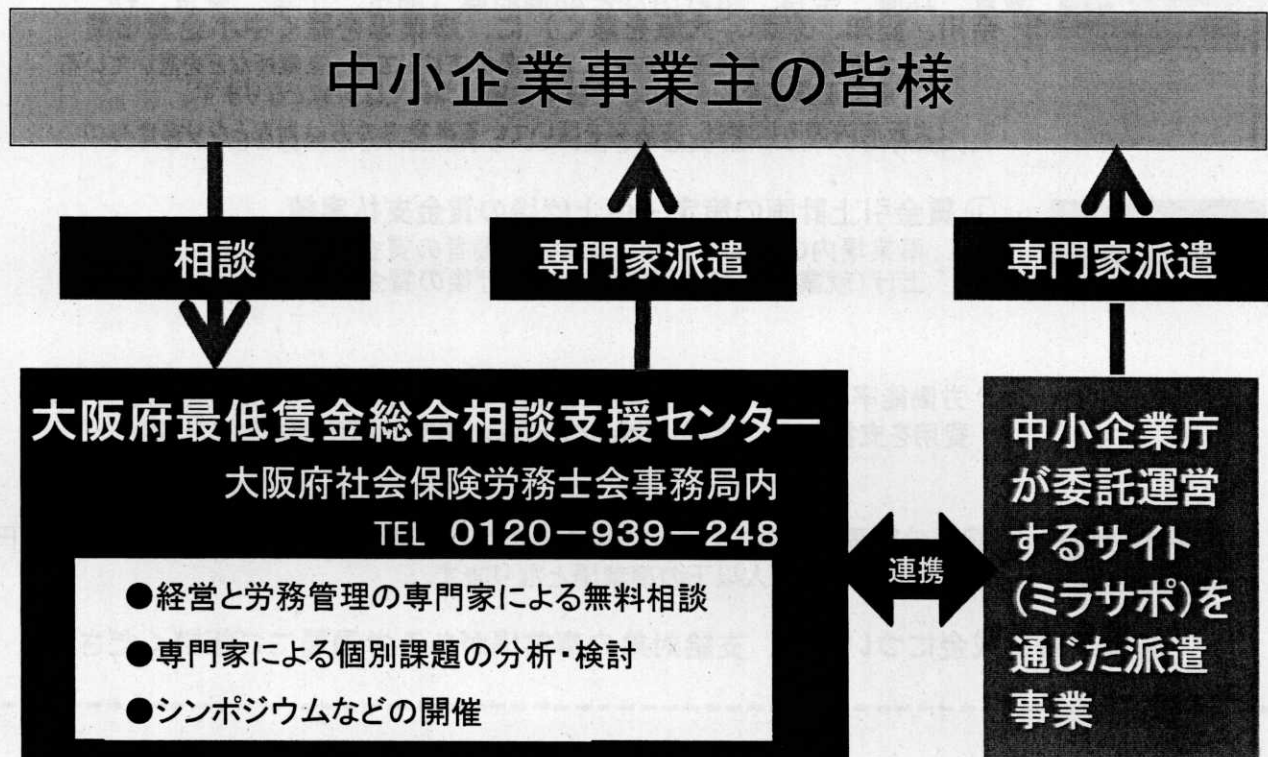 中小企業事業主の皆様
相談
専門家派遣
専門家派遣
大阪府最低賃金総合相談支援センター
大阪府社会保険労務士会事務局内
TEL 0120－939－248
●経営と労務管理の専門家による無料相談
●専門家による個別課題の分析・検討
●シンポジウムなどの開催
連携
中小企業庁
が委託運営
するサイト
(ミラサポ)を
通じた派遣
事業